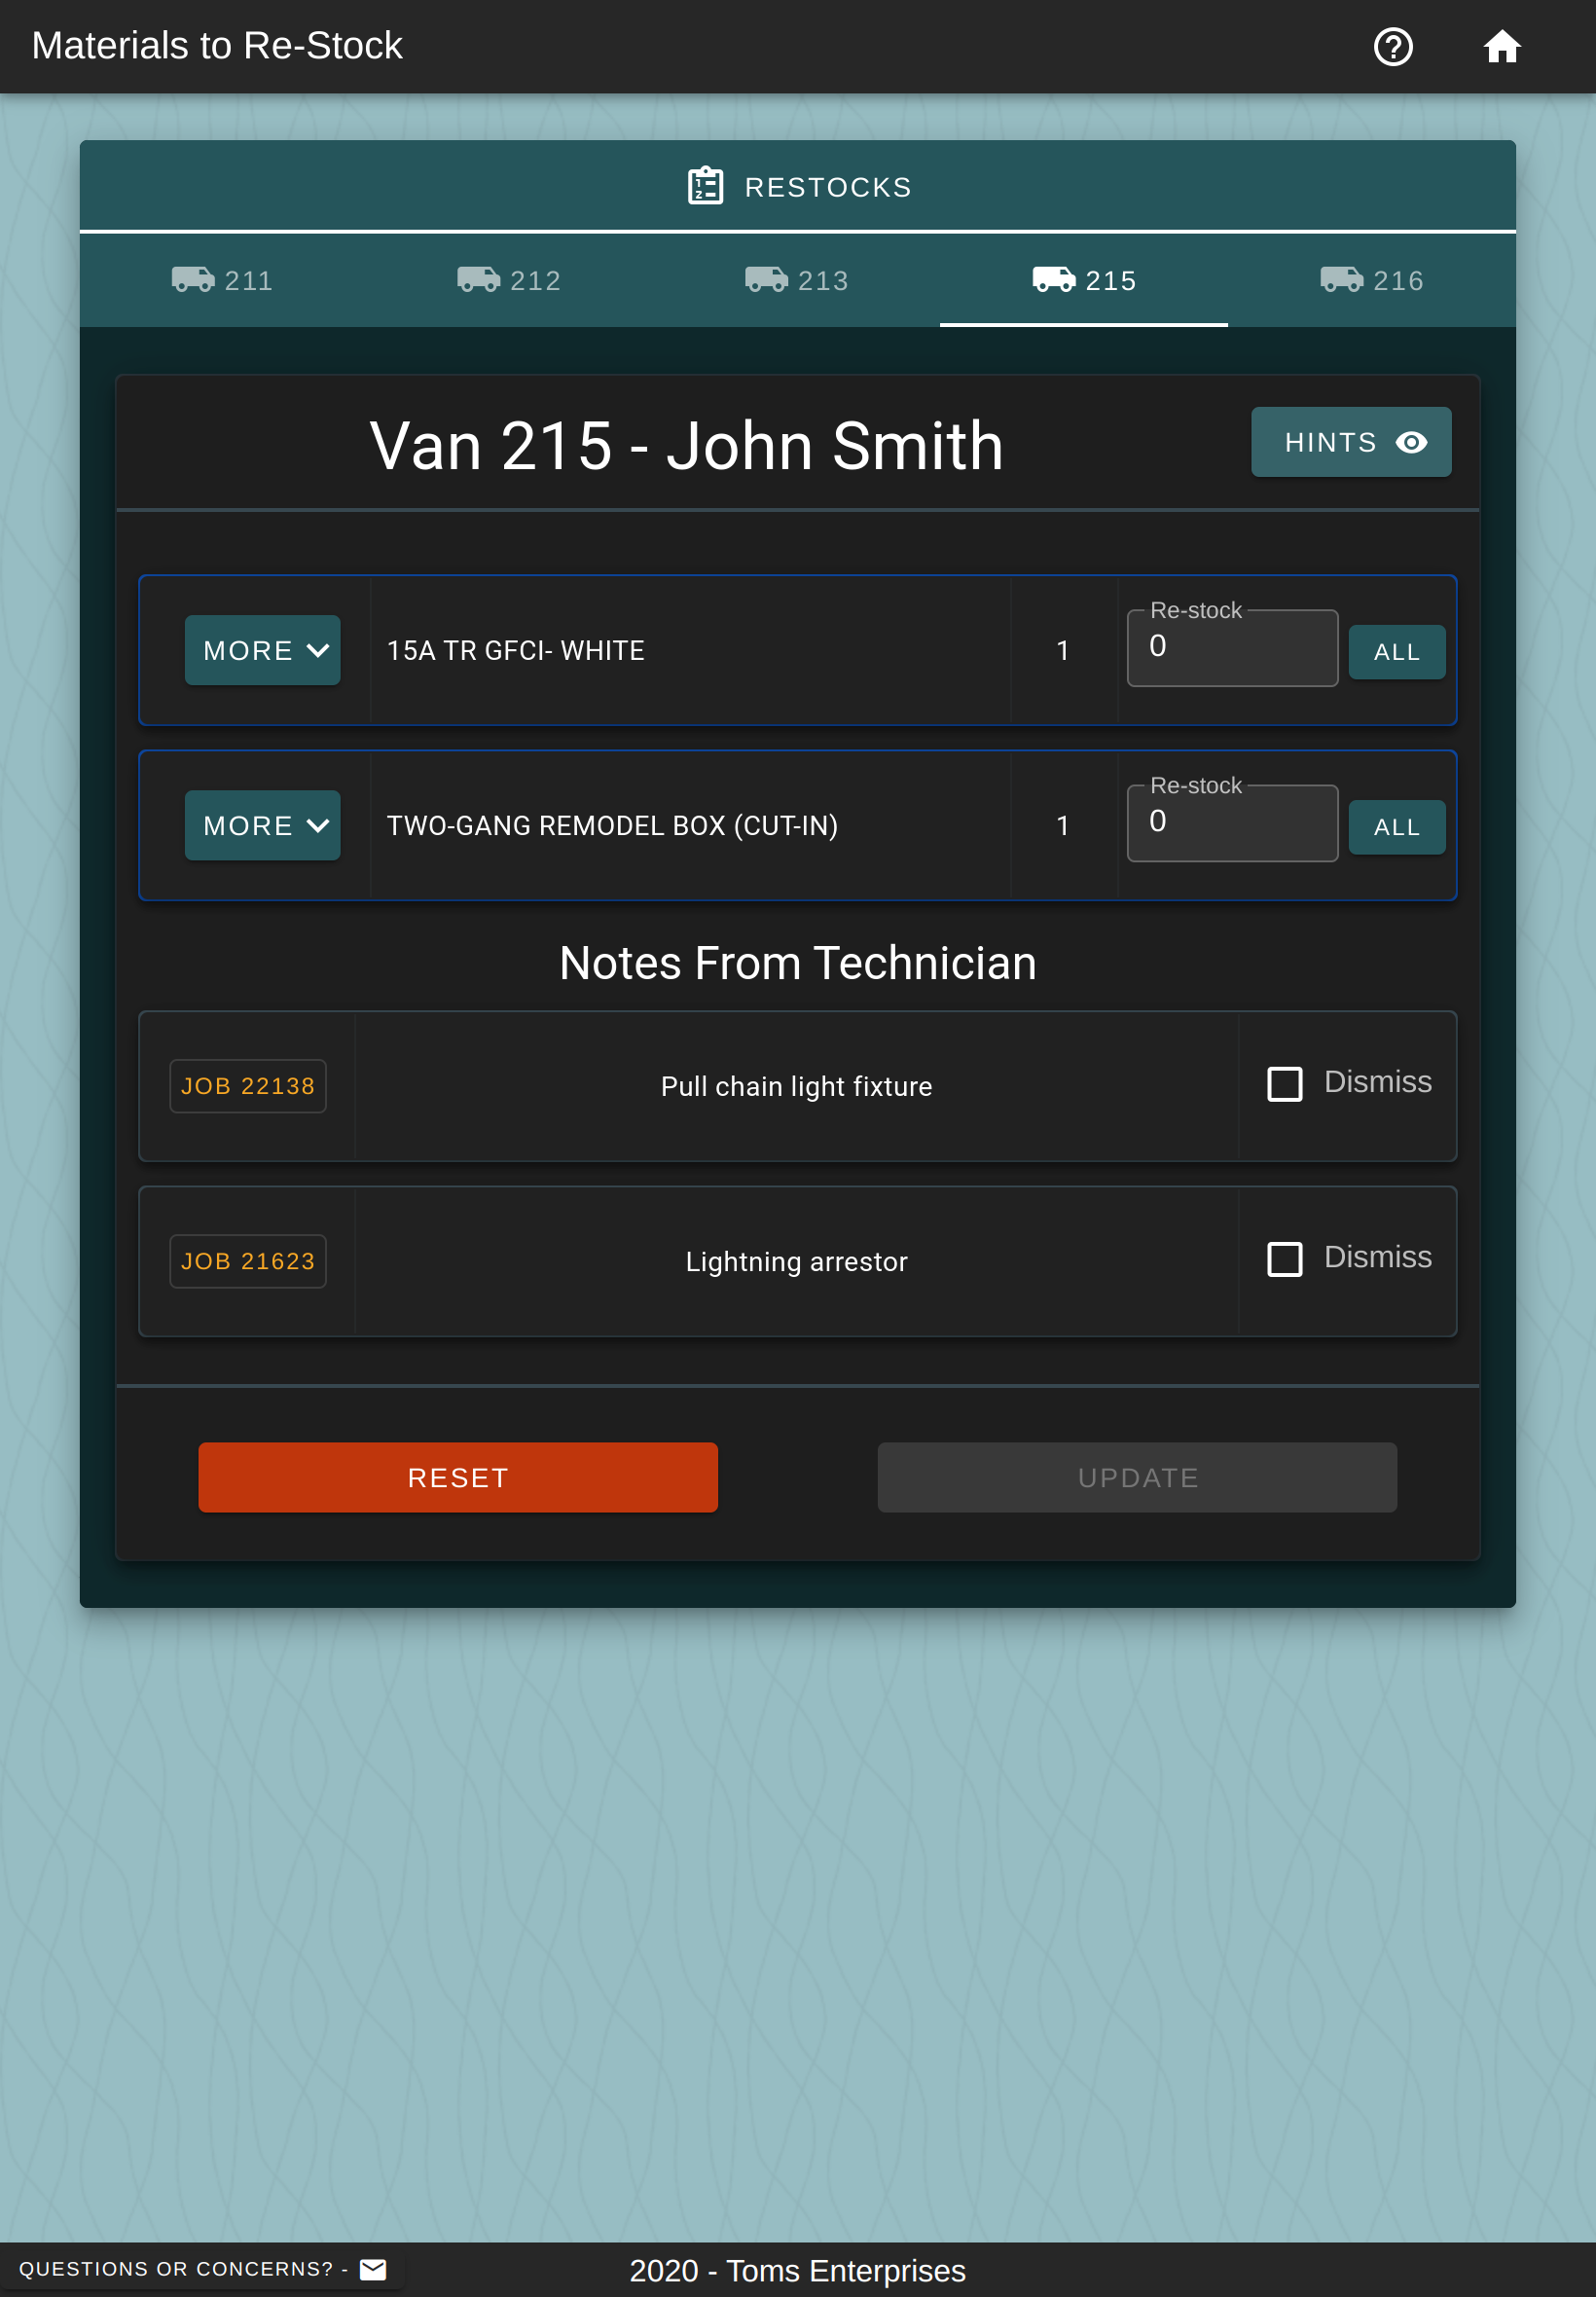 Materials to Re-Stock
RESTOCKS
211 212 213 215 216
Van 215 - John Smith
HINTS
Re-stock
MORE 15A TR GFCI- WHITE 1 0 ALL
Re-stock
MORE TWO-GANG REMODEL BOX (CUT-IN) 1 0 ALL
Notes From Technician
JOB 22138 Pull chain light fixture Dismiss
JOB 21623 Lightning arrestor Dismiss
RESET UPDATE
QUESTIONS OR CONCERNS? - 2020 - Toms Enterprises